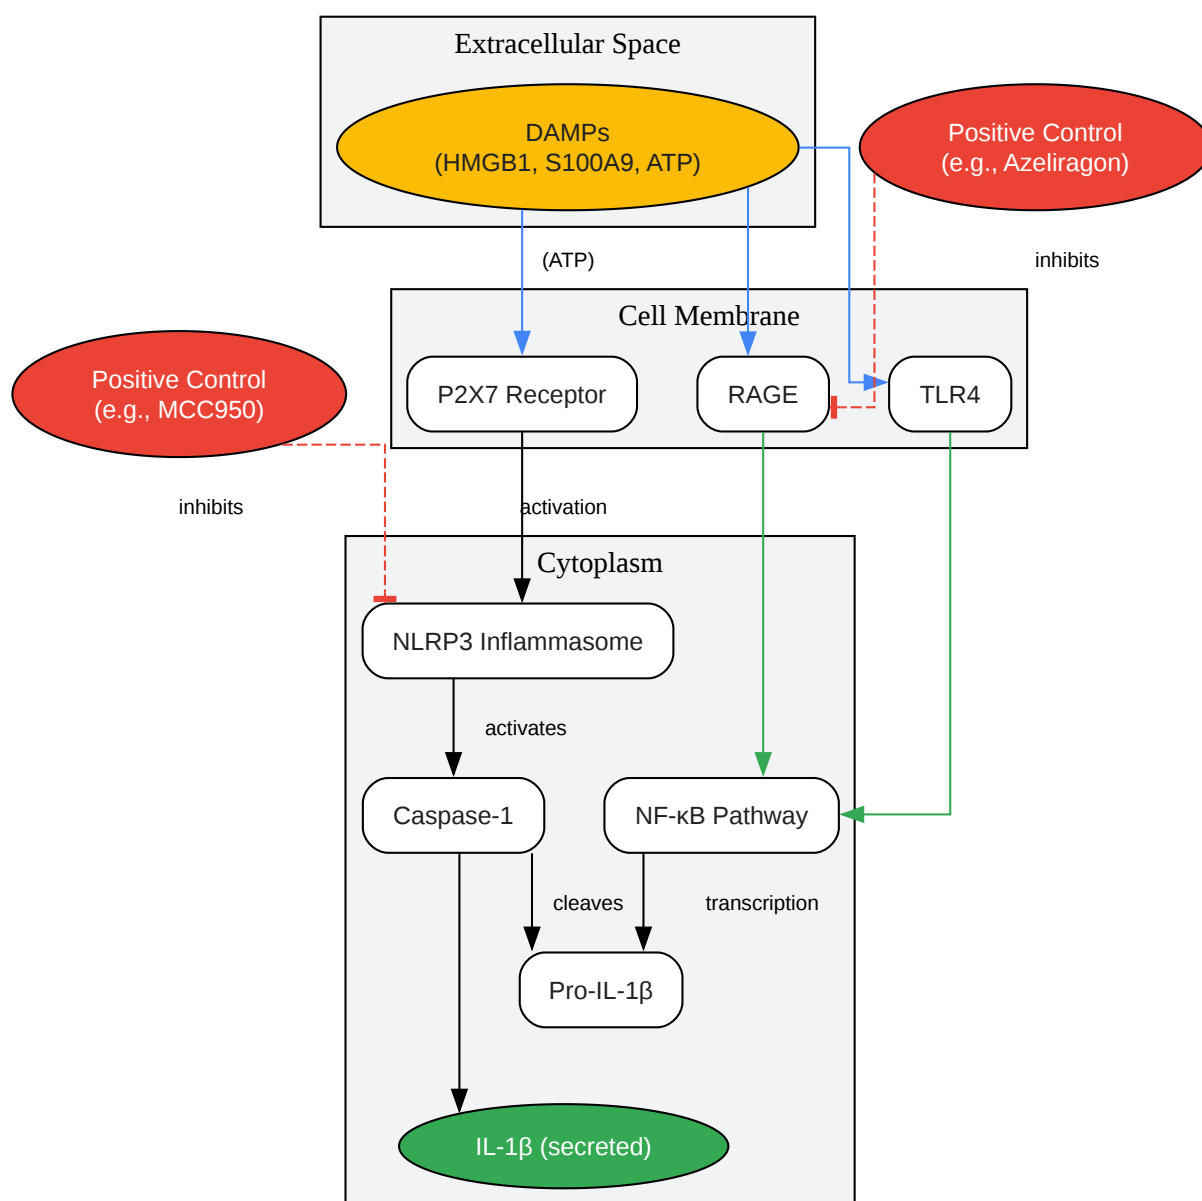 Extracellular Space
DAMPs
(HMGB1, S100A9, ATP)
Positive Control
(e.g., Azeliragon)
(ATP)
inhibits
Cell Membrane
P2X7 Receptor
RAGE
TLR4
Positive Control
(e.g., MCC950)
inhibits
activation
Cytoplasm
NLRP3 Inflammasome
activates
Caspase-1
NF-κB Pathway
cleaves
transcription
Pro-IL-1β
IL-1β (secreted)